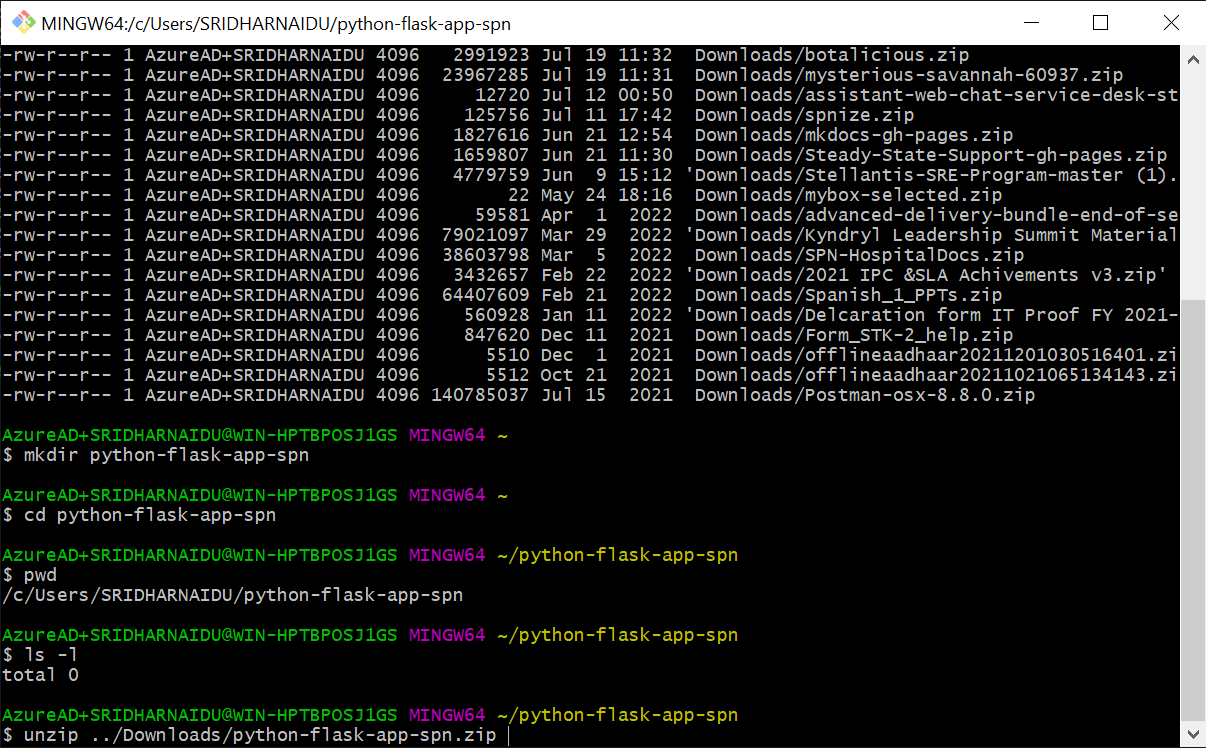 MINGW64:/c/Users/SRIDHARNAIDU/python-flask-app-spn
-rw-r--r-- 1 AzureAD+SRIDHARNAIDU 4096   2991923 Jul 19 11:32  Downloads/botalicious.zip
-rw-r--r-- 1 AzureAD+SRIDHARNAIDU 4096  23967285 Jul 19 11:31  Downloads/mysterious-savannah-60937.zip
-rw-r--r-- 1 AzureAD+SRIDHARNAIDU 4096     12720 Jul 12 00:50  Downloads/assistant-web-chat-service-desk-st
-rw-r--r-- 1 AzureAD+SRIDHARNAIDU 4096    125756 Jul 11 17:42  Downloads/spnize.zip
-rw-r--r-- 1 AzureAD+SRIDHARNAIDU 4096   1827616 Jun 21 12:54  Downloads/mkdocs-gh-pages.zip
-rw-r--r-- 1 AzureAD+SRIDHARNAIDU 4096   1659807 Jun 21 11:30  Downloads/Steady-State-Support-gh-pages.zip
-rw-r--r-- 1 AzureAD+SRIDHARNAIDU 4096   4779759 Jun  9 15:12 'Downloads/Stellantis-SRE-Program-master (1).
-rw-r--r-- 1 AzureAD+SRIDHARNAIDU 4096        22 May 24 18:16  Downloads/mybox-selected.zip
-rw-r--r-- 1 AzureAD+SRIDHARNAIDU 4096     59581 Apr  1  2022  Downloads/advanced-delivery-bundle-end-of-se
-rw-r--r-- 1 AzureAD+SRIDHARNAIDU 4096  79021097 Mar 29  2022 'Downloads/Kyndryl Leadership Summit Material
-rw-r--r-- 1 AzureAD+SRIDHARNAIDU 4096  38603798 Mar  5  2022  Downloads/SPN-HospitalDocs.zip
-rw-r--r-- 1 AzureAD+SRIDHARNAIDU 4096   3432657 Feb 22  2022 'Downloads/2021 IPC &SLA Achivements v3.zip'
-rw-r--r-- 1 AzureAD+SRIDHARNAIDU 4096  64407609 Feb 21  2022  Downloads/Spanish_1_PPTs.zip
-rw-r--r-- 1 AzureAD+SRIDHARNAIDU 4096    560928 Jan 11  2022 'Downloads/Delcaration form IT Proof FY 2021-
-rw-r--r-- 1 AzureAD+SRIDHARNAIDU 4096    847620 Dec 11  2021  Downloads/Form_STK-2_help.zip
-rw-r--r-- 1 AzureAD+SRIDHARNAIDU 4096      5510 Dec  1  2021  Downloads/offlineaadhaar20211201030516401.zi
-rw-r--r-- 1 AzureAD+SRIDHARNAIDU 4096      5512 Oct 21  2021  Downloads/offlineaadhaar20211021065134143.zi
-rw-r--r-- 1 AzureAD+SRIDHARNAIDU 4096 140785037 Jul 15  2021  Downloads/Postman-osx-8.8.0.zip
AzureAD+SRIDHARNAIDU@WIN-HPTBPOSJ1GS MINGW64 ~
$ mkdir python-flask-app-spn
AzureAD+SRIDHARNAIDU@WIN-HPTBPOSJ1GS MINGW64 ~
$ cd python-flask-app-spn
AzureAD+SRIDHARNAIDU@WIN-HPTBPOSJ1GS MINGW64 ~/python-flask-app-spn
$ pwd
/c/Users/SRIDHARNAIDU/python-flask-app-spn
AzureAD+SRIDHARNAIDU@WIN-HPTBPOSJ1GS MINGW64 ~/python-flask-app-spn
$ ls -l
total 0
AzureAD+SRIDHARNAIDU@WIN-HPTBPOSJ1GS MINGW64 ~/python-flask-app-spn
$ unzip ../Downloads/python-flask-app-spn.zip